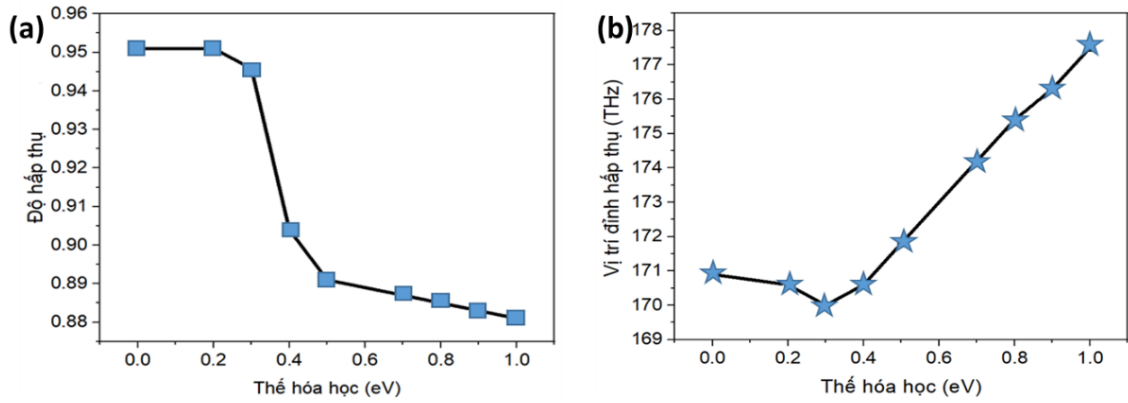 (a)
0.96
0.95
0.94
0.93
0.92
0.91
0.90
0.89
0.88
Độ hấp thụ
0.0 0.2 0.4 0.6 0.8 1.0
Thế hóa học (eV)
(b)
178
177
176
175
174
173
172
171
170
169
Vị trí đỉnh hấp thụ (THz)
0.0 0.2 0.4 0.6 0.8 1.0
Thế hóa học (eV)